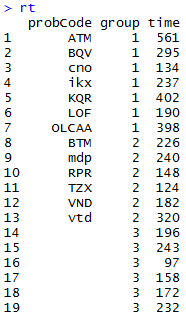 > rt
probCode group time
1 ATM 1 561
2 BQV 1 295
3 cno 1 134
4 ikx 1 237
5 KQR 1 402
6 LOF 1 190
7 OLCAA 1 398
8 BTM 2 226
9 mdp 2 240
10 RPR 2 148
11 TZX 2 124
12 VND 2 182
13 vtd 2 320
14 3 196
15 3 243
16 3 97
17 3 158
18 3 172
19 3 232